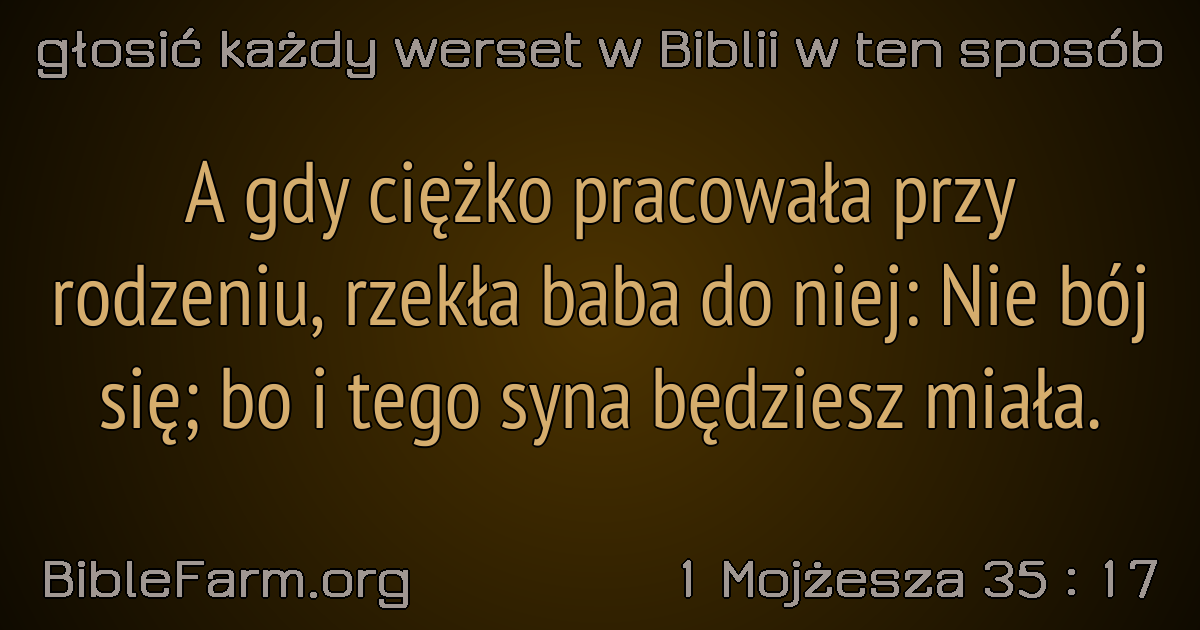 głosić każdy werset w Biblii w ten sposób
A gdy ciężko pracowała przy
rodzeniu, rzekła baba do niej: Nie bój
się; bo i tego syna będziesz miała.
BibleFarm.org
1 Mojżesza 35 : 17